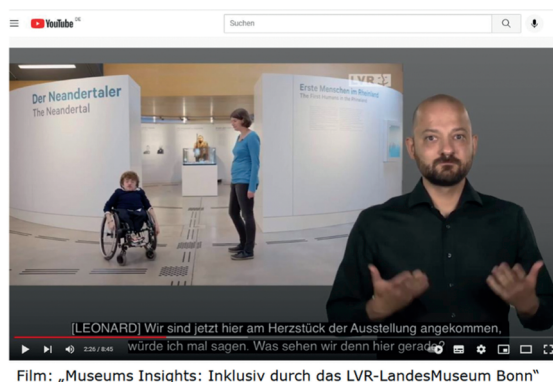 YouTube DE
Suchen
LVR
Der Neandertaler
The Neandertal
Erste Menschen im Rheinland
The First Humans in the Rhineland
[LEONARD] Wir sind jetzt hier am Herzstück der Ausstellung angekommen,
würde ich mal sagen. Was sehen wir denn hier gerade?
2:26 / 8:45
Film: „Museums Insights: Inklusiv durch das LVR-LandesMuseum Bonn“